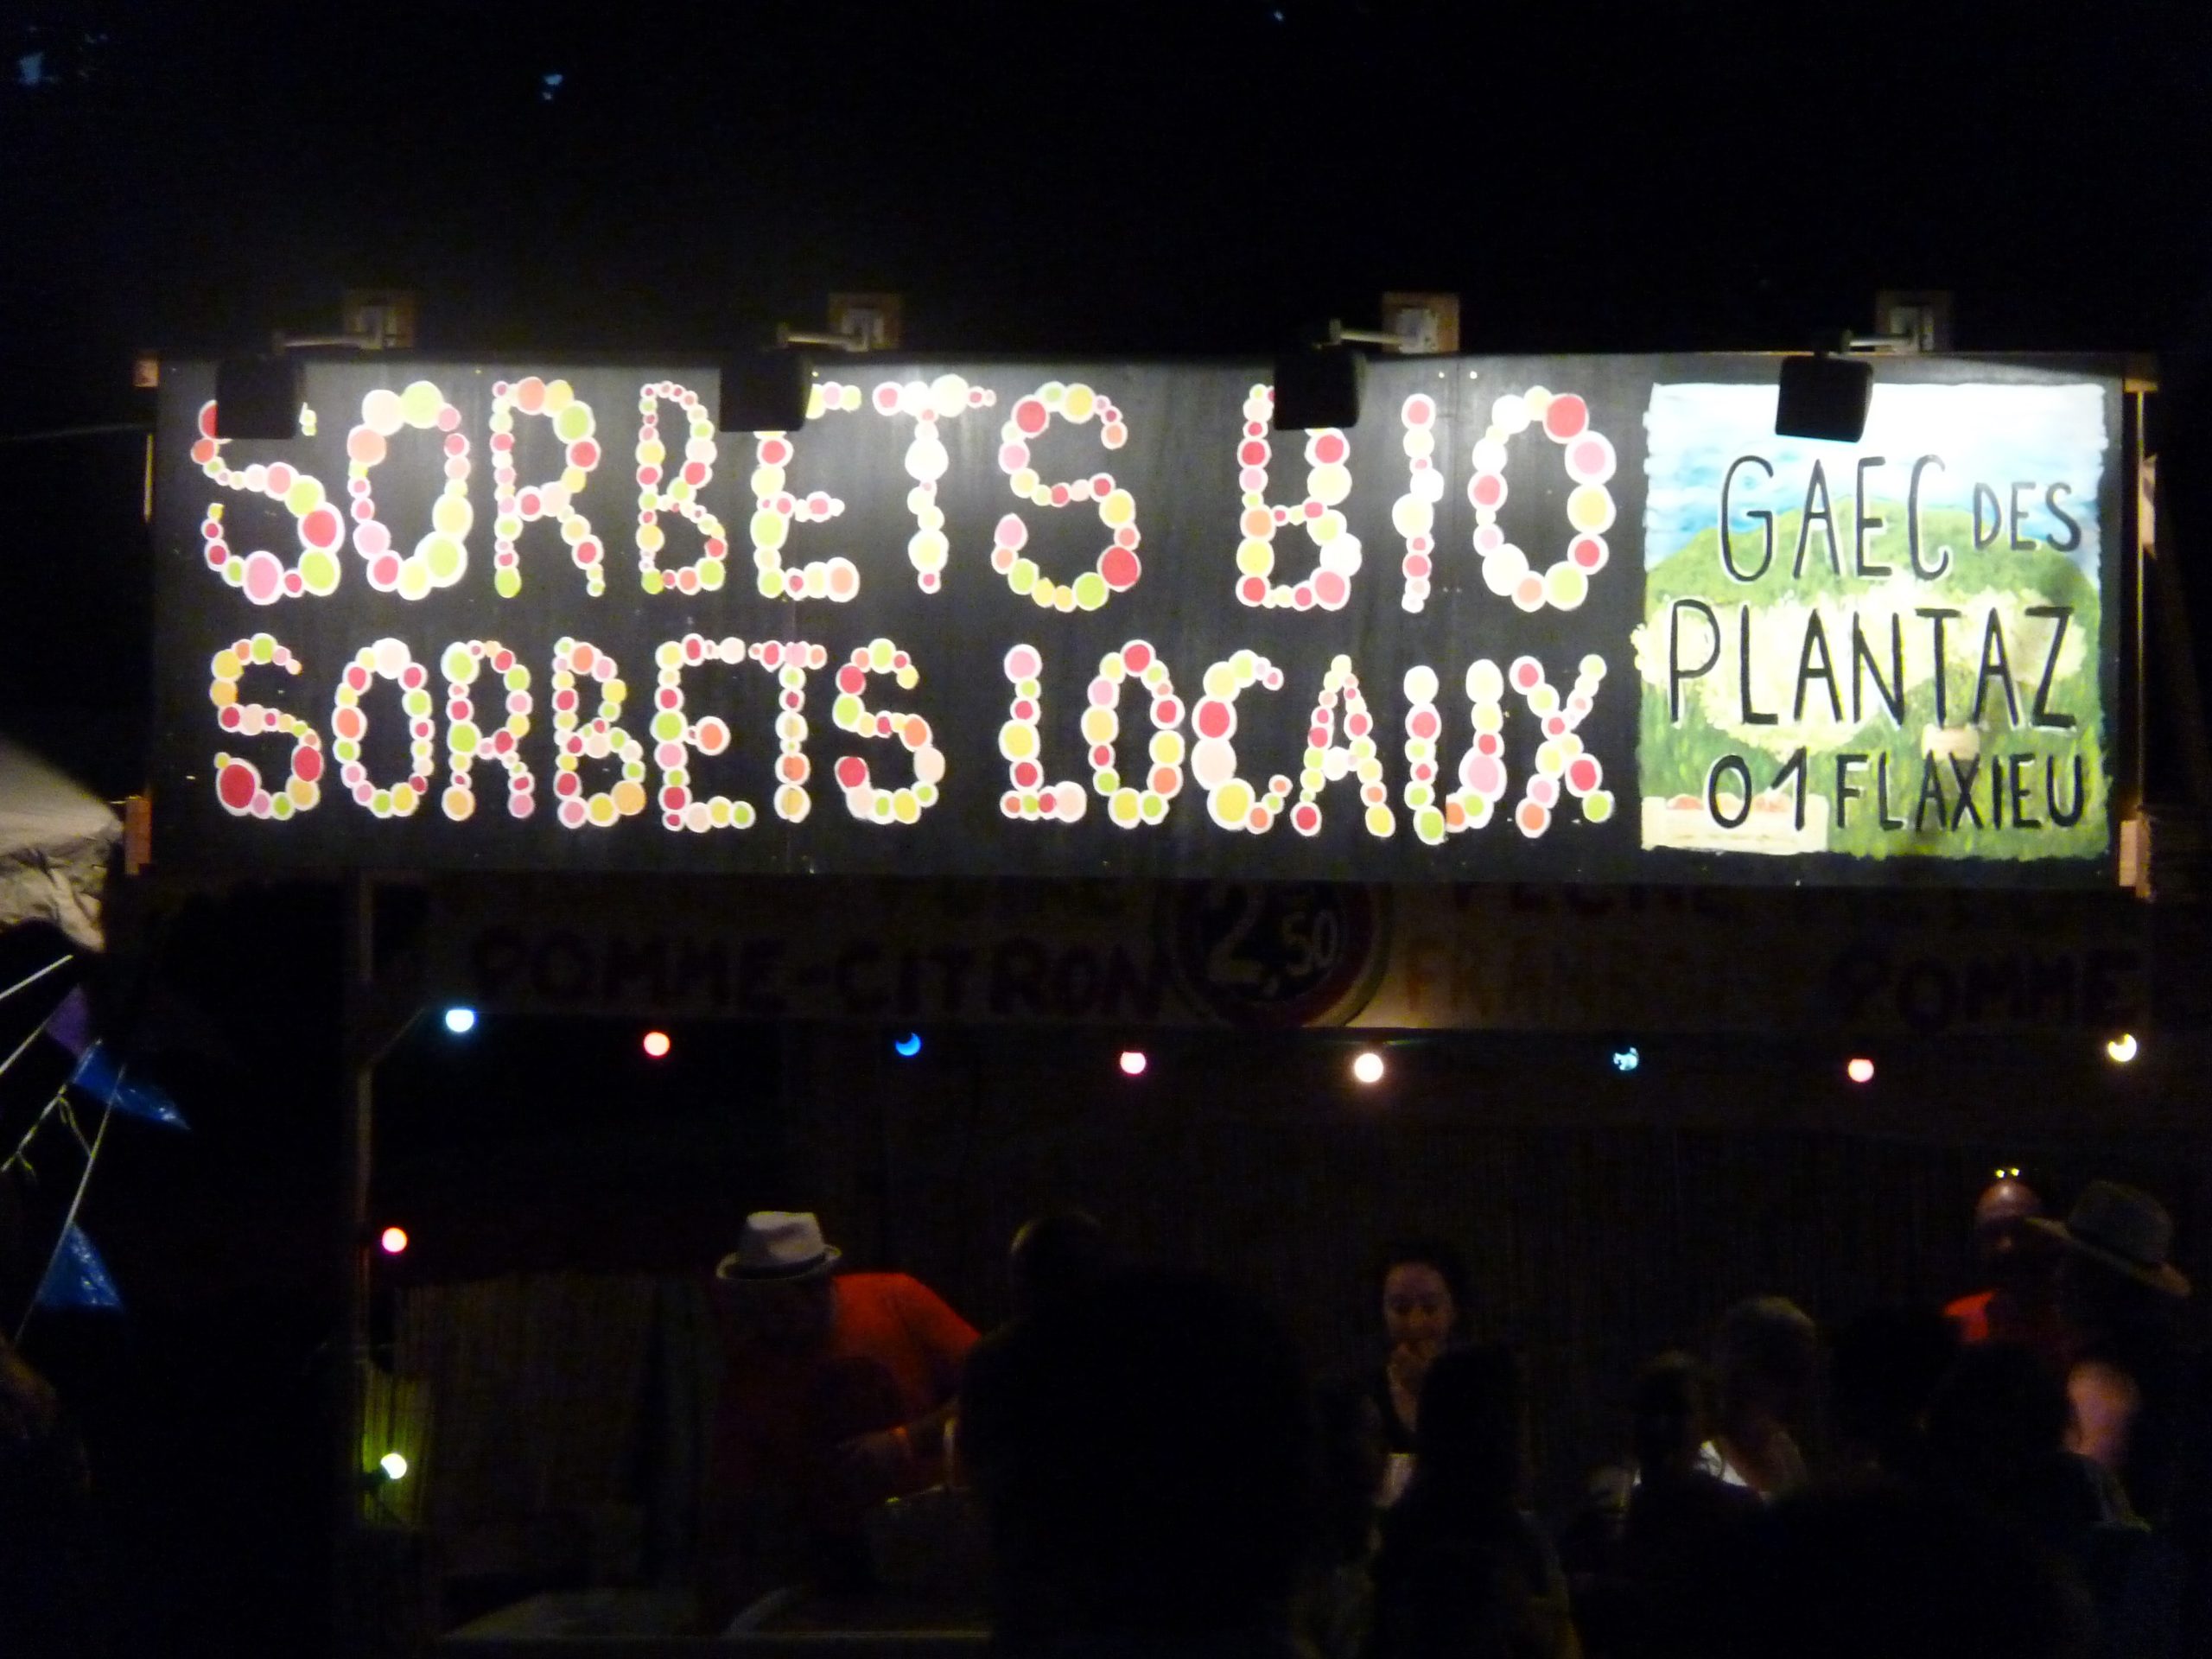 SORBETS BIO
SORBETS LOCAUX
GAEC DES
PLANTAZ
01 FLAXIEU
POMME-CITRON
2,50
POMME